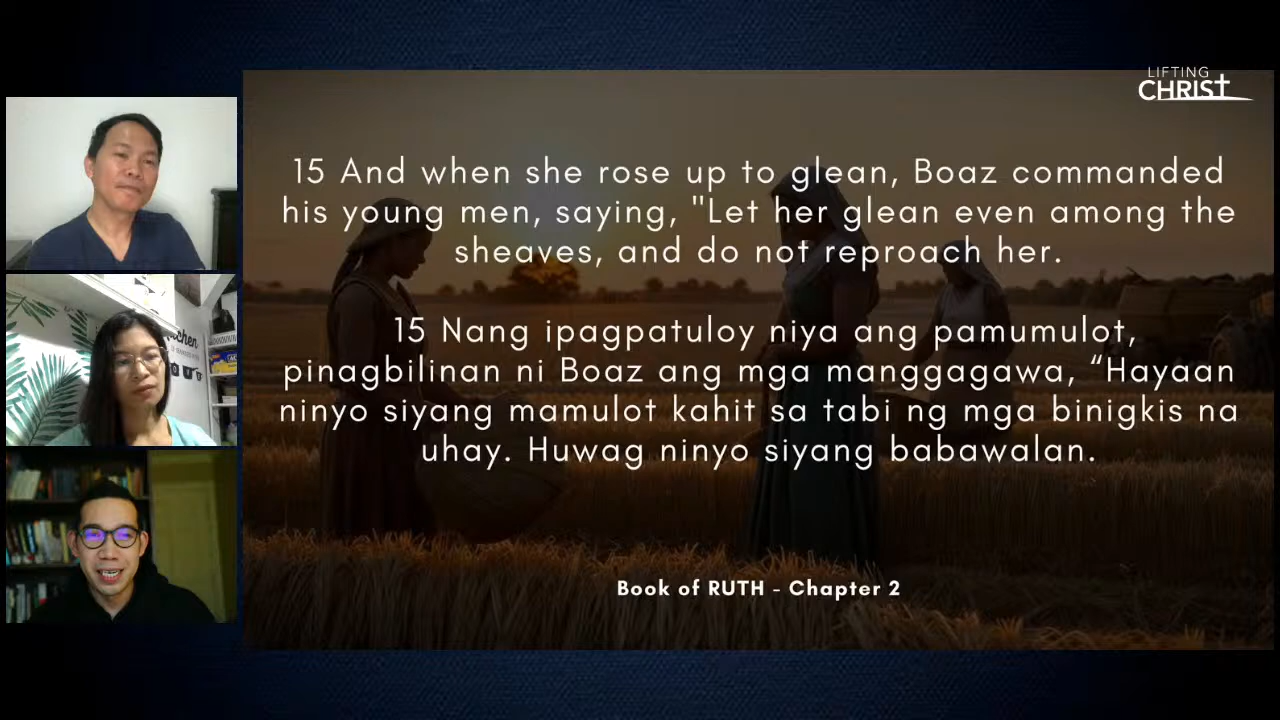 LIFTING
CHRIST
15 And when she rose up to glean, Boaz commanded
his young men, saying, "Let her glean even among the
sheaves, and do not reproach her.
15 Nang ipagpatuloy niya ang pamumulot,
pinagbilinan ni Boaz ang mga manggagawa, “Hayaan
ninyo siyang mamulot kahit sa tabi ng mga binigkis na
uhay. Huwag ninyo siyang babawalan.
Book of RUTH - Chapter 2